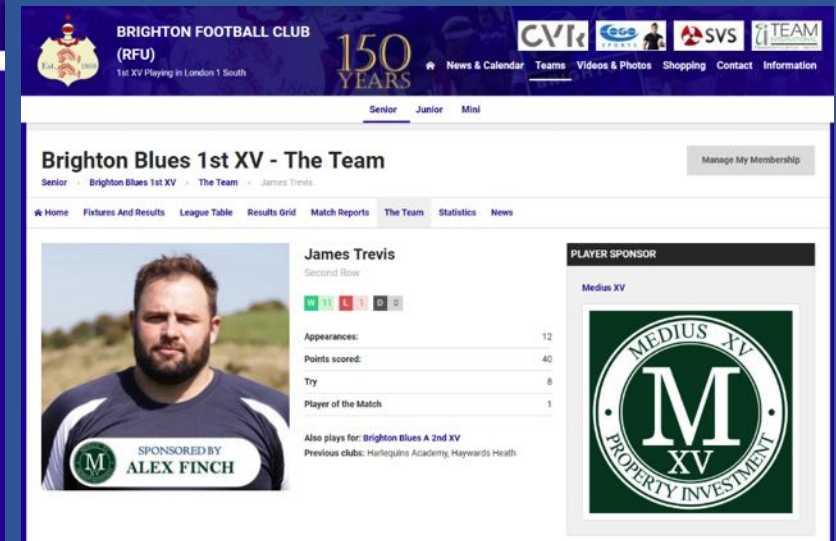 BRIGHTON FOOTBALL CLUB
(RFU)
1st XV Playing in London 1 South
Est. 1868
150
YEARS
CVR
SPORTS
SVS
TEAM
INTERNATIONAL
News & Calendar Teams Videos & Photos Shopping Contact Information
Senior Junior Mini
Brighton Blues 1st XV - The Team
Manage My Membership
Senior Brighton Blues 1st XV The Team James Trevis
Home Fixtures And Results League Table Results Grid Match Reports The Team Statistics News
James Trevis
Second Row
W 11 L 1 D 0
Appearances: 12
Points scored: 40
Try 8
Player of the Match 1
Also plays for: Brighton Blues A 2nd XV
Previous clubs: Harlequins Academy, Haywards Heath
M
SPONSORED BY
ALEX FINCH
PLAYER SPONSOR
Medius XV
MEDIUS XV
M
XV
PROPERTY INVESTMENT